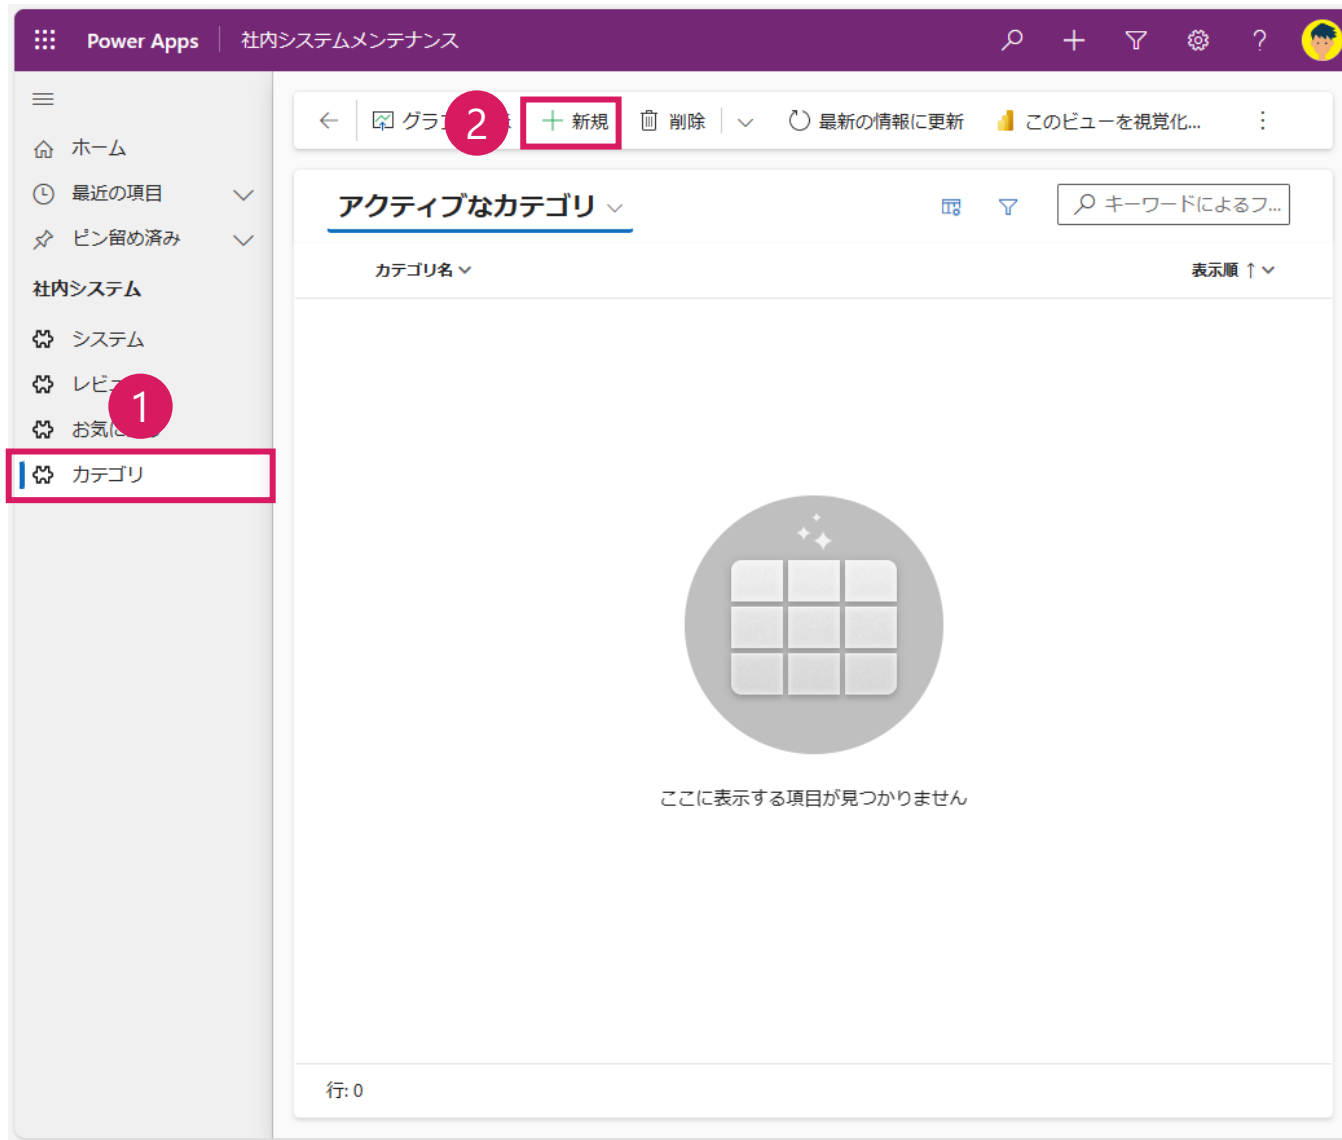 Power Apps 社内システムメンテナンス
グラフ
2
新規 削除 最新の情報に更新 このビューを視覚化...
ホーム
最近の項目
ピン留め済み
社内システム
システム
レビュ
1
お気に
カテゴリ
アクティブなカテゴリ
キーワードによるフ...
カテゴリ名 表示順 ↑
ここに表示する項目が見つかりません
行: 0